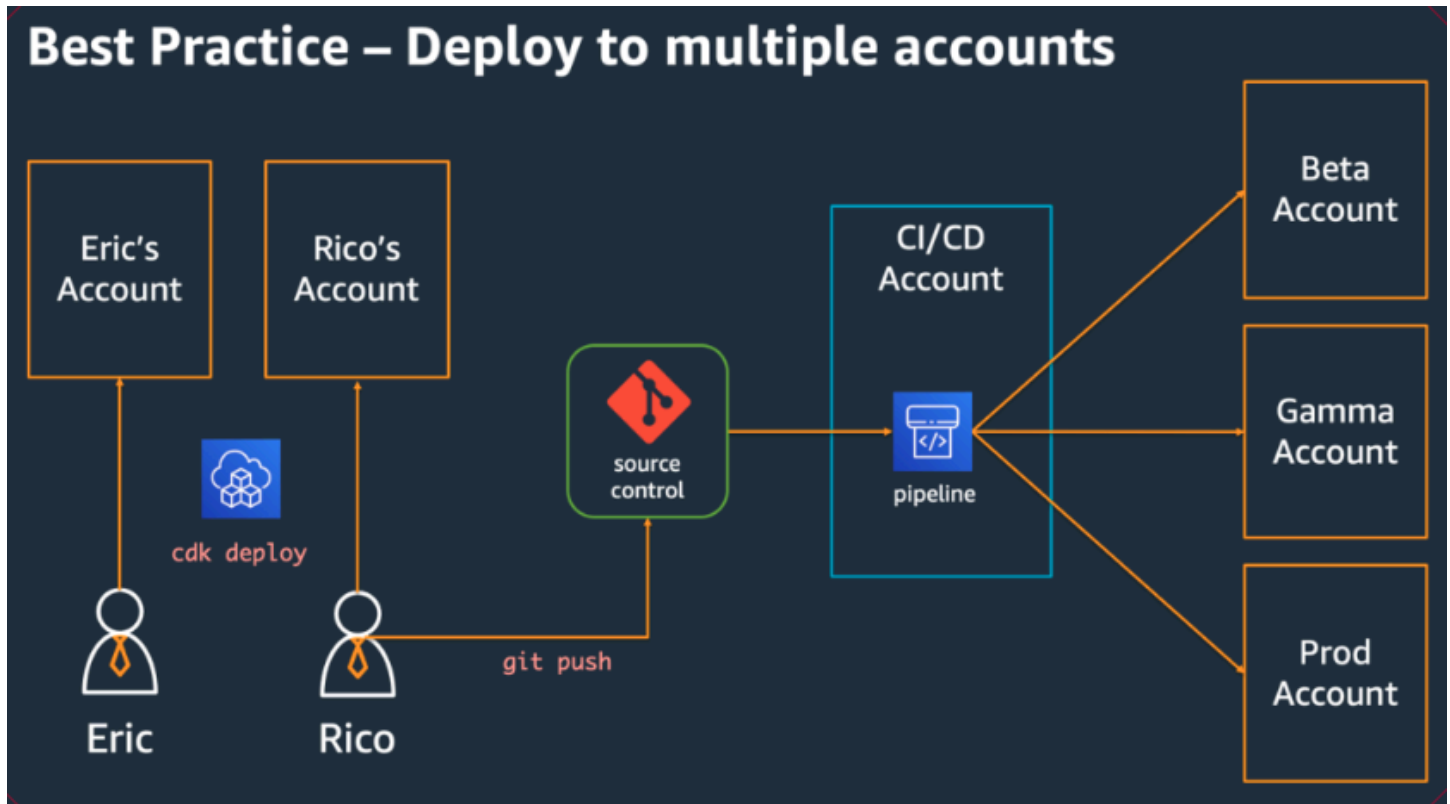 Best Practice – Deploy to multiple accounts
Eric’s
Account
Rico’s
Account
cdk deploy
Eric
Rico
git push
source
control
CI/CD
Account
</>
pipeline
Beta
Account
Gamma
Account
Prod
Account